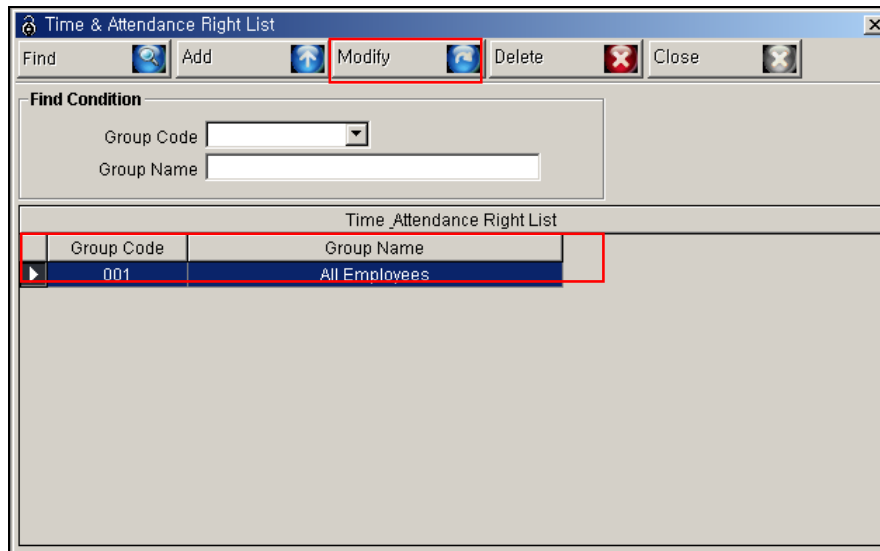 Time & Attendance Right List
Find Add Modify Delete Close
Find Condition
Group Code
Group Name
Time_Attendance Right List
Group Code Group Name
001 All Employees